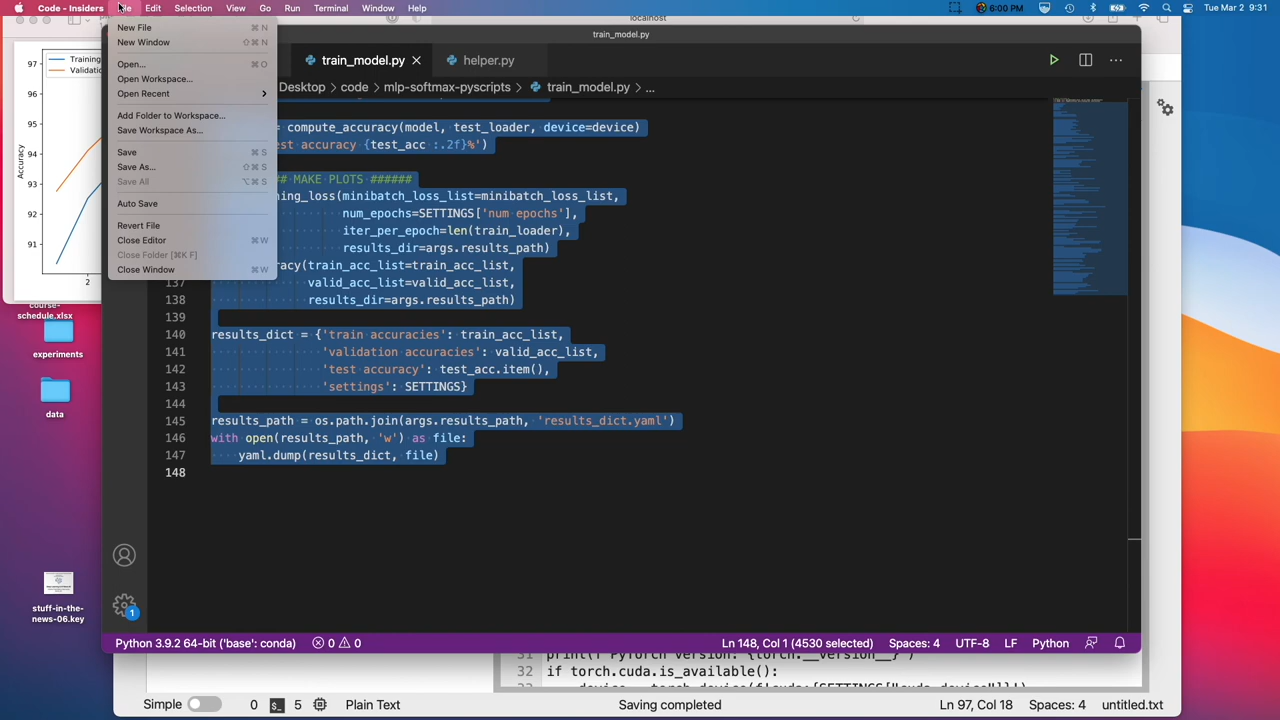 Code - Insiders File Edit Selection View Go Run Terminal Window Help 6:00 PM Tue Mar 2 9:31
localhost
New File ⌘ N
New Window ⇧ ⌘ N
Open... ⌘ O
Open Workspace...
Open Recent
Add Folder to Workspace...
Save Workspace As...
Save ⌘ S
Save As... ⇧ ⌘ S
Save All ⌥ ⌘ S
Auto Save
Revert File
Close Editor ⌘ W
Close Folder [⌘K F]
Close Window ⌘ W
Training
97
96
95
94
93
92
91
Accuracy
2
course-
schedule.xlsx
experiments
data
stuff-in-the-
news-06.key
train_model.py
train_model.py helper.py
Desktop > code > mlp-softmax-pyscripts > train_model.py > ...
= compute_accuracy(model, test_loader, device=device)
est accuracy {test_acc :.2f}%')
## MAKE PLOTS ######
ning_loss(minibatch_loss_list=minibatch_loss_list,
num_epochs=SETTINGS['num epochs'],
iter_per_epoch=len(train_loader),
results_dir=args.results_path)
racy(train_acc_list=train_acc_list,
137 valid_acc_list=valid_acc_list,
138 results_dir=args.results_path)
139
140 results_dict = {'train accuracies': train_acc_list,
141 'validation accuracies': valid_acc_list,
142 'test accuracy': test_acc.item(),
143 'settings': SETTINGS}
144
145 results_path = os.path.join(args.results_path, 'results_dict.yaml')
146 with open(results_path, 'w') as file:
147 yaml.dump(results_dict, file)
148
1
Python 3.9.2 64-bit ('base': conda) 0 0 Ln 148, Col 1 (4530 selected) Spaces: 4 UTF-8 LF Python
32 if torch.cuda.is_available():
Simple 0 5 Plain Text Saving completed Ln 97, Col 18 Spaces: 4 untitled.txt